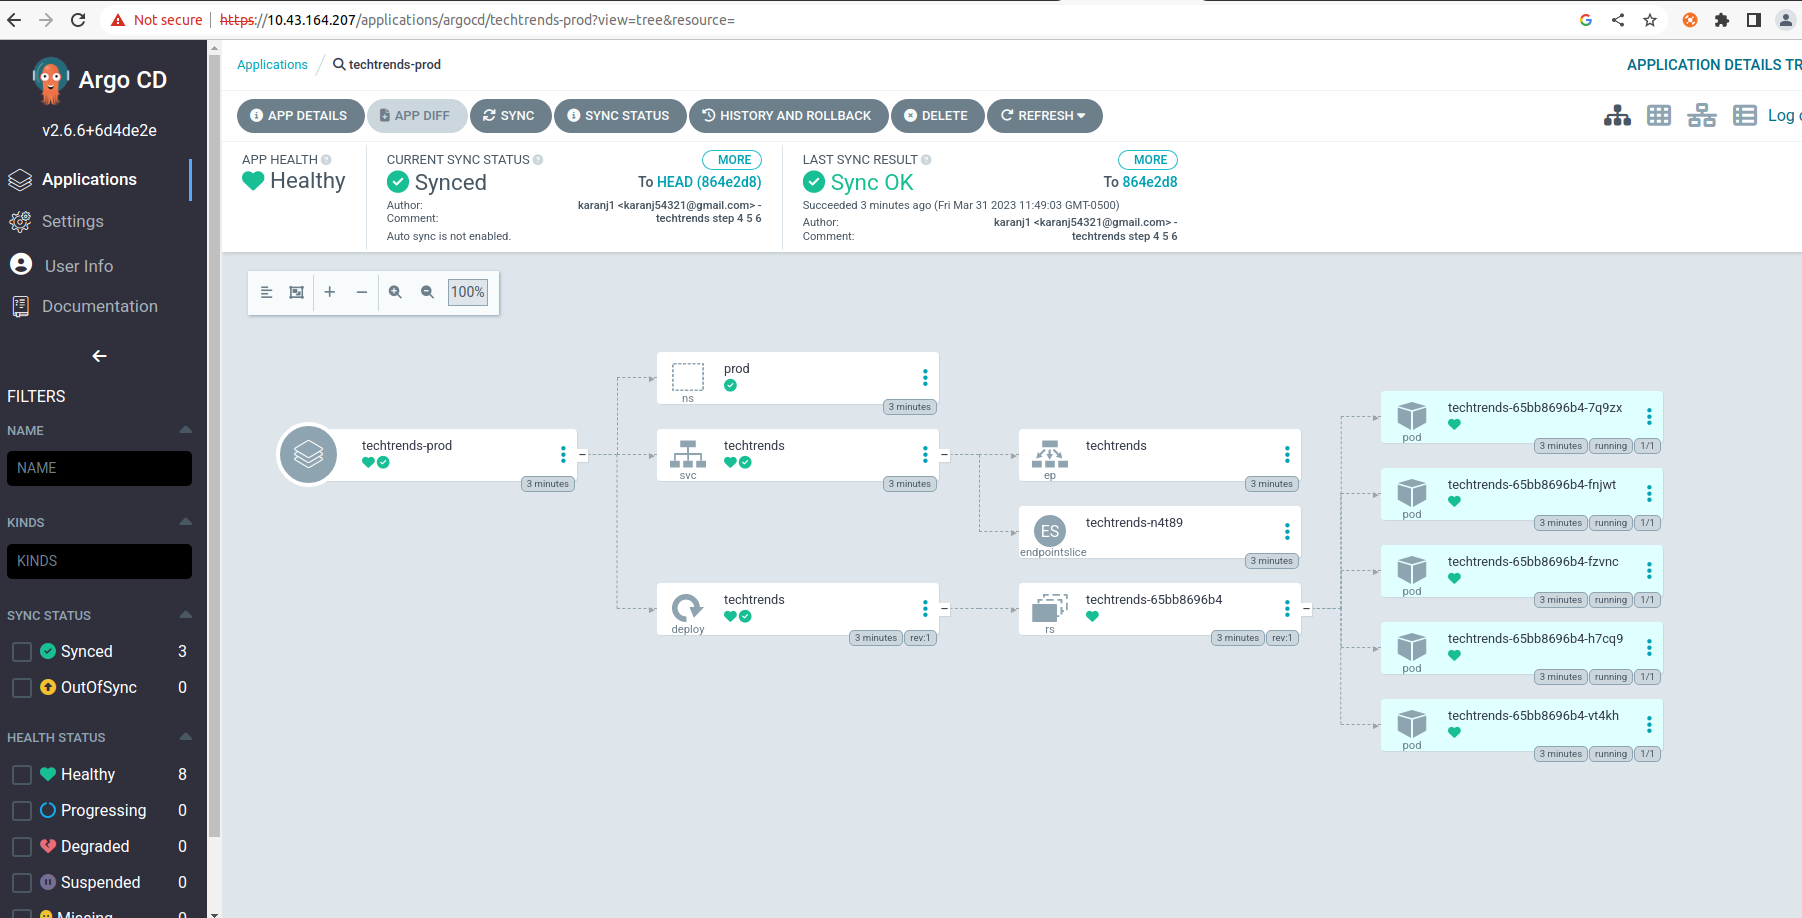 Not secure | https://10.43.164.207/applications/argocd/techtrends-prod?view=tree&resource=
Argo CD
v2.6.6+6d4de2e
Applications
Settings
User Info
Documentation
FILTERS
NAME
NAME
KINDS
KINDS
SYNC STATUS
Synced 3
OutOfSync 0
HEALTH STATUS
Healthy 8
Progressing 0
Degraded 0
Suspended 0
Missing 0
Applications / techtrends-prod
APPLICATION DETAILS TR
APP DETAILS APP DIFF SYNC SYNC STATUS HISTORY AND ROLLBACK DELETE REFRESH
Log
APP HEALTH
Healthy
CURRENT SYNC STATUS MORE
Synced To HEAD (864e2d8)
Author: karanj1 <karanj54321@gmail.com> -
Comment: techtrends step 4 5 6
Auto sync is not enabled.
LAST SYNC RESULT MORE
Sync OK To 864e2d8
Succeeded 3 minutes ago (Fri Mar 31 2023 11:49:03 GMT-0500)
Author: karanj1 <karanj54321@gmail.com> -
Comment: techtrends step 4 5 6
100%
techtrends-prod
3 minutes
prod
ns
3 minutes
techtrends
svc
3 minutes
techtrends
deploy
3 minutes rev:1
techtrends
ep
3 minutes
ES
techtrends-n4t89
endpointslice
3 minutes
techtrends-65bb8696b4
rs
3 minutes rev:1
techtrends-65bb8696b4-7q9zx
pod
3 minutes running 1/1
techtrends-65bb8696b4-fnjwt
pod
3 minutes running 1/1
techtrends-65bb8696b4-fzvnc
pod
3 minutes running 1/1
techtrends-65bb8696b4-h7cq9
pod
3 minutes running 1/1
techtrends-65bb8696b4-vt4kh
pod
3 minutes running 1/1